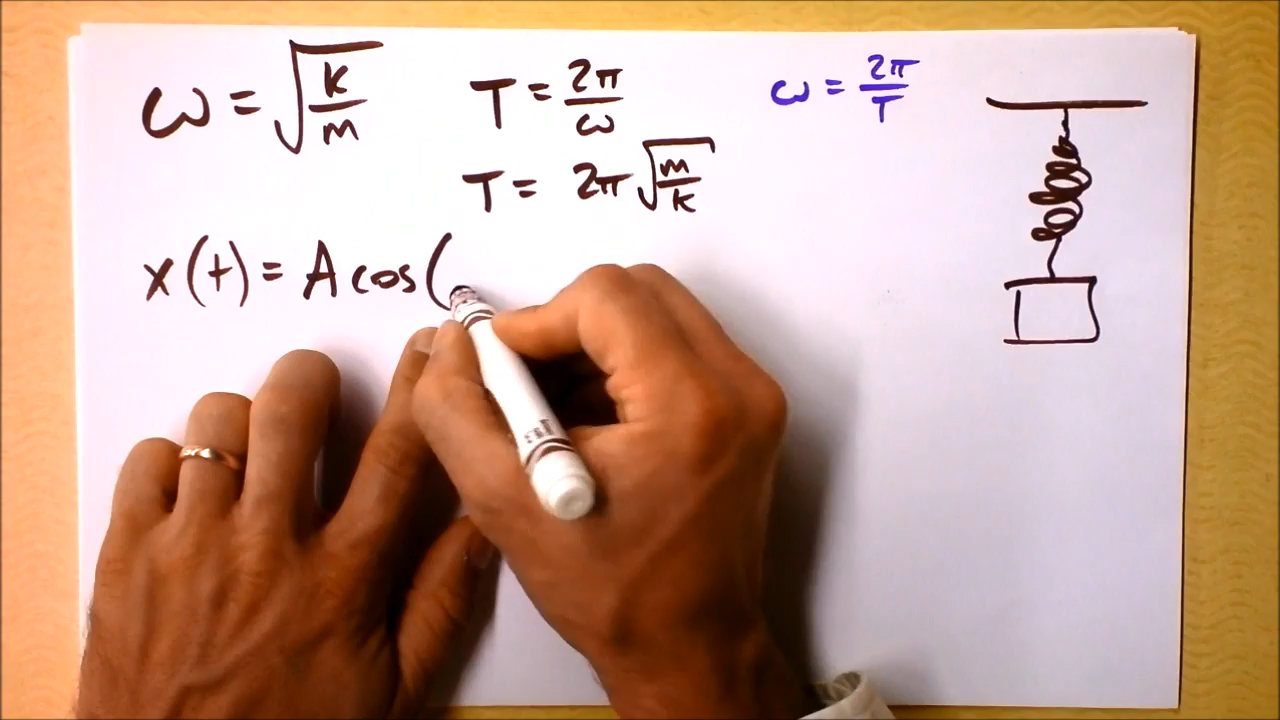 ω = √(k/m)   T = 2π/ω   ω = 2π/T
T = 2π √(m/k)
x(t) = A cos(